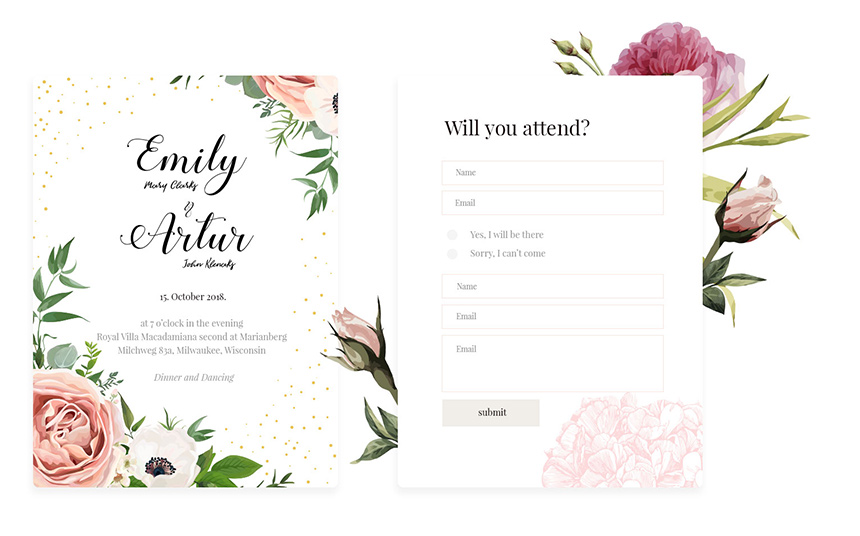 Emily
Mary Clarks
&
Artur
John Klencks
15. October 2018.
at 7 o'clock in the evening
Royal Villa Macadamiana second at Marianberg
Milchweg 83a, Milwaukee, Wisconsin
Dinner and Dancing
Will you attend?
Name
Email
Yes, I will be there
Sorry, I can't come
Name
Email
Email
submit